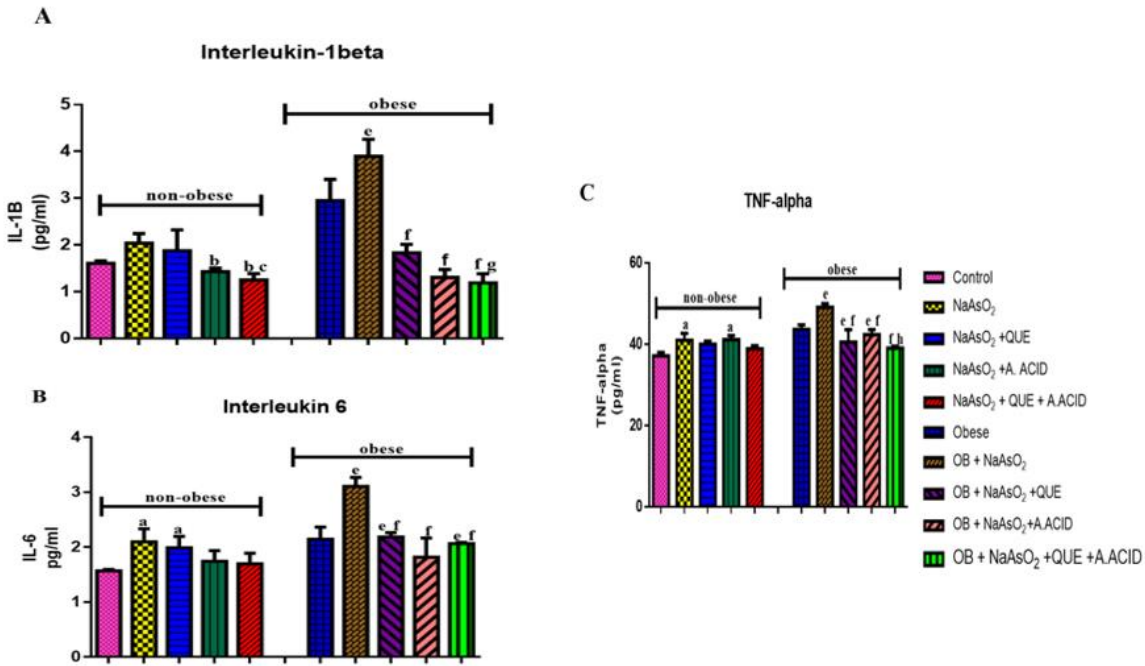 A
Interleukin-1beta
obese
5
e
4
non-obese
3
IL-1B
(pg/ml)
f
2
b
b c
f
f g
1
0
B
Interleukin 6
obese
4
e
non-obese
3
a
a
e f
f
e f
IL-6
pg/ml
2
1
0
C
TNF-alpha
60
obese
non-obese
e
a
a
e f
e f
f h
40
TNF-alpha
(pg/ml)
20
0
Control
NaAsO₂
NaAsO₂ +QUE
NaAsO₂ +A. ACID
NaAsO₂ + QUE + A.ACID
Obese
OB + NaAsO₂
OB + NaAsO₂ +QUE
OB + NaAsO₂+A.ACID
OB + NaAsO₂ +QUE +A.ACID